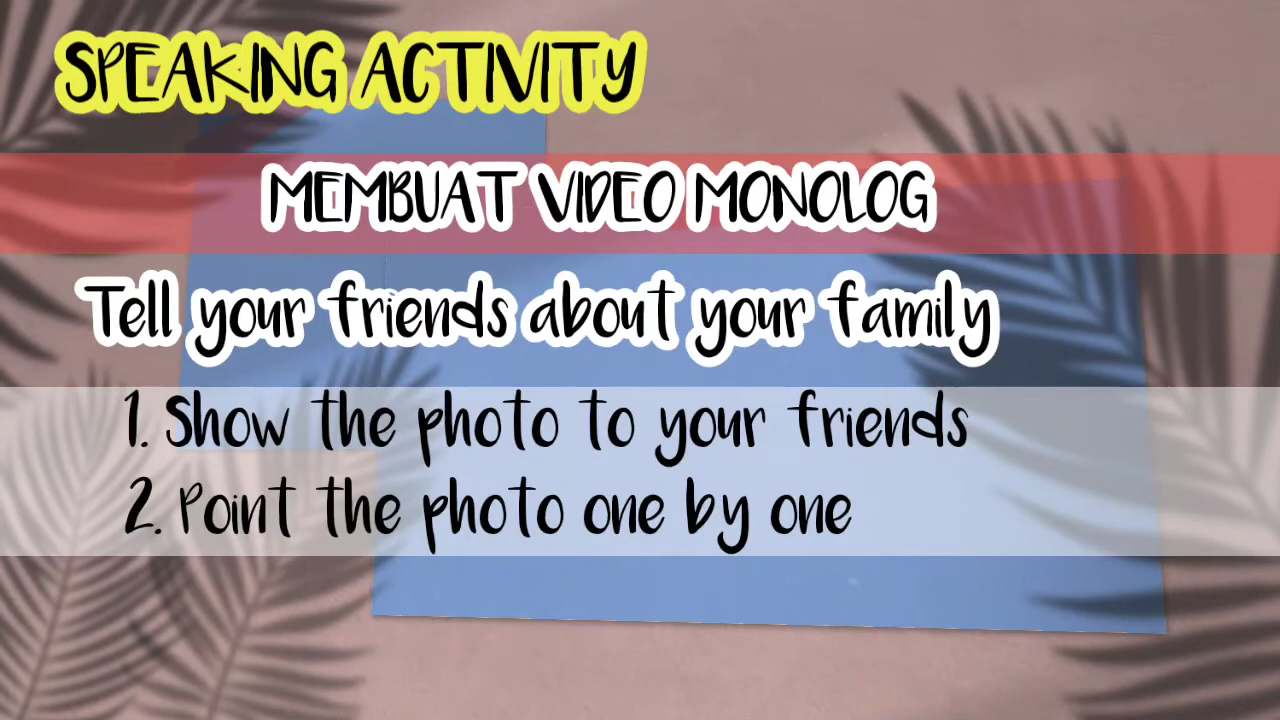 SPEAKING ACTIVITY
MEMBUAT VIDEO MONOLOG
Tell your friends about your family
1. Show the photo to your friends
2. Point the photo one by one